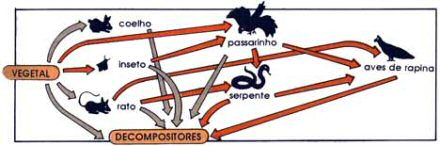 coelho
passarinho
inseto
VEGETAL
aves de rapina
rato
serpente
DECOMPOSITORES